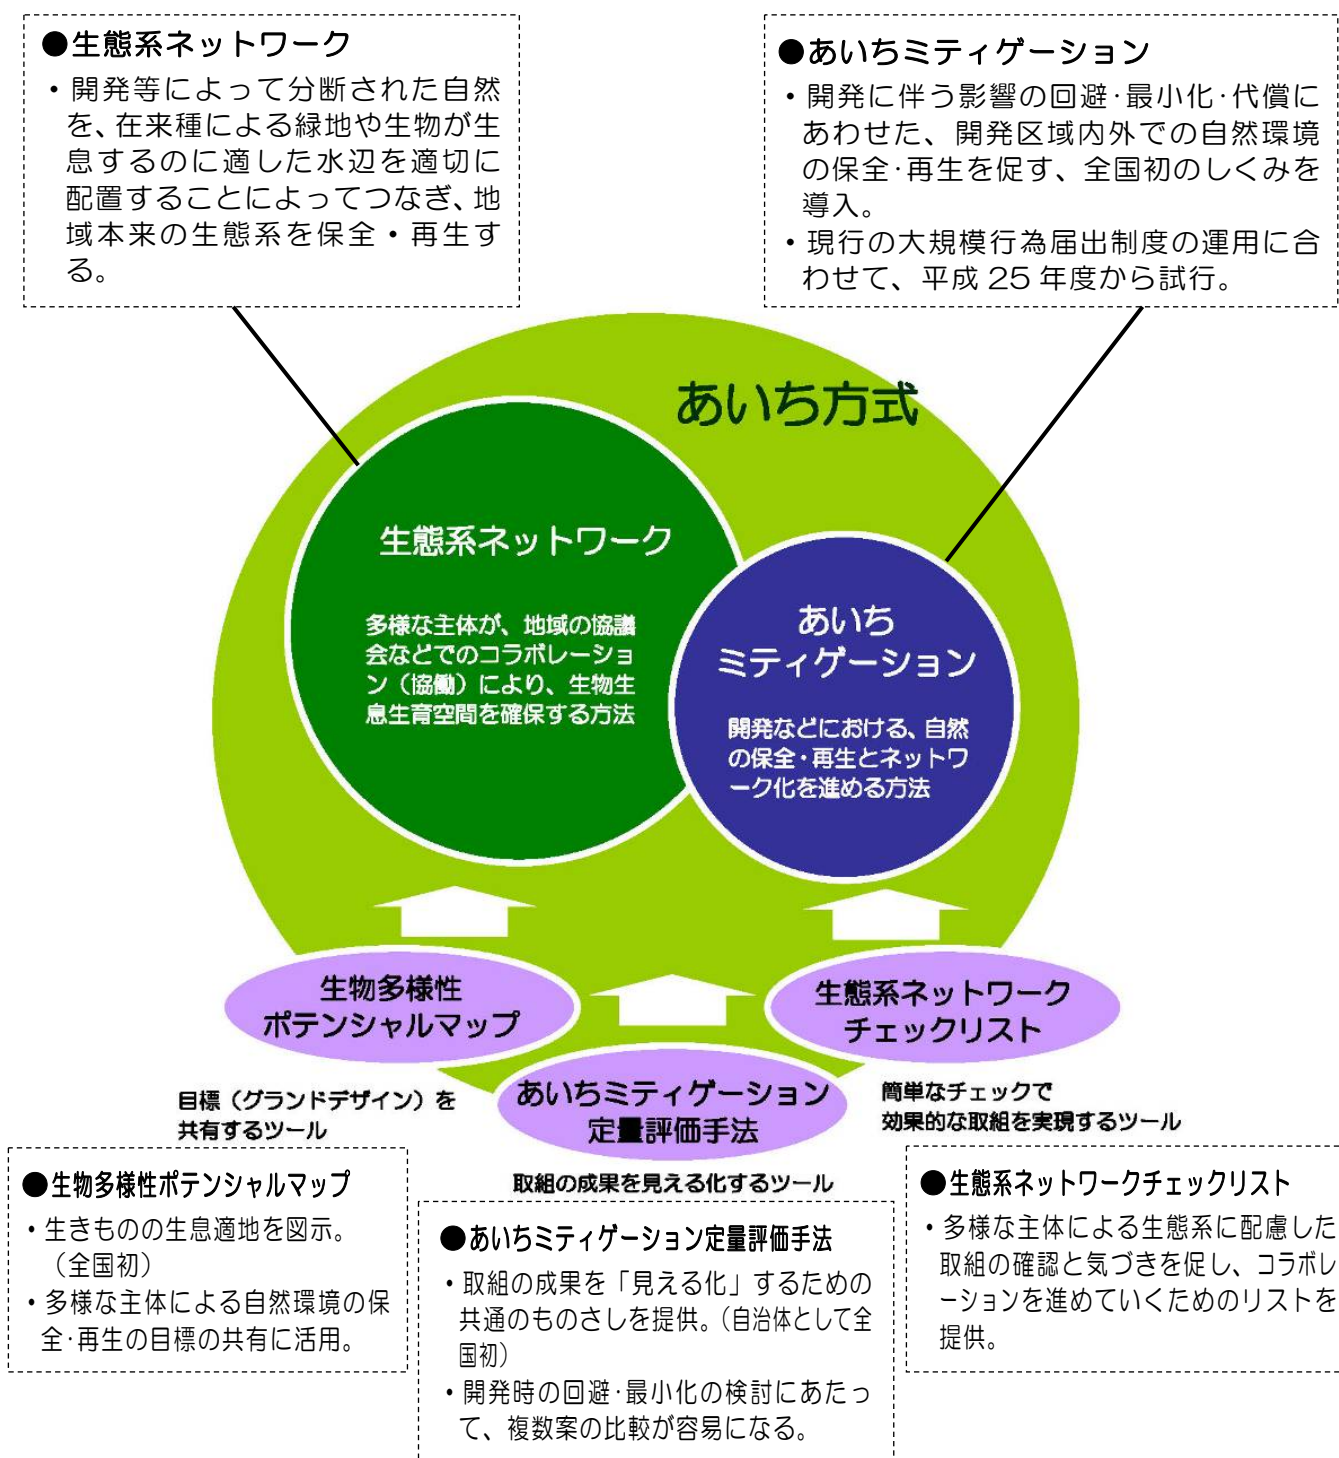 ●生態系ネットワーク
・開発等によって分断された自然
を、在来種による緑地や生物が生
息するのに適した水辺を適切に
配置することによってつなぎ、地
域本来の生態系を保全・再生す
る。
●あいちミティゲーション
・開発に伴う影響の回避･最小化･代償に
あわせた、開発区域内外での自然環境
の保全･再生を促す、全国初のしくみを
導入。
・現行の大規模行為届出制度の運用に合
わせて、平成 25 年度から試行。
あいち方式
生態系ネットワーク
多様な主体が、地域の協議
会などでのコラボレーショ
ン（協働）により、生物生
息生育空間を確保する方法
あいち
ミティゲーション
開発などにおける、自然
の保全･再生とネットワ
ーク化を進める方法
生物多様性
ポテンシャルマップ
目標（グランドデザイン）を
共有するツール
あいちミティゲーション
定量評価手法
取組の成果を見える化するツール
生態系ネットワーク
チェックリスト
簡単なチェックで
効果的な取組を実現するツール
●生物多様性ポテンシャルマップ
・生きものの生息適地を図示。
（全国初）
・多様な主体による自然環境の保
全･再生の目標の共有に活用。
●あいちミティゲーション定量評価手法
・取組の成果を「見える化」するための
共通のものさしを提供。（自治体として全
国初）
・開発時の回避･最小化の検討にあたっ
て、複数案の比較が容易になる。
●生態系ネットワークチェックリスト
・多様な主体による生態系に配慮した
取組の確認と気づきを促し、コラボレ
ーションを進めていくためのリストを
提供。